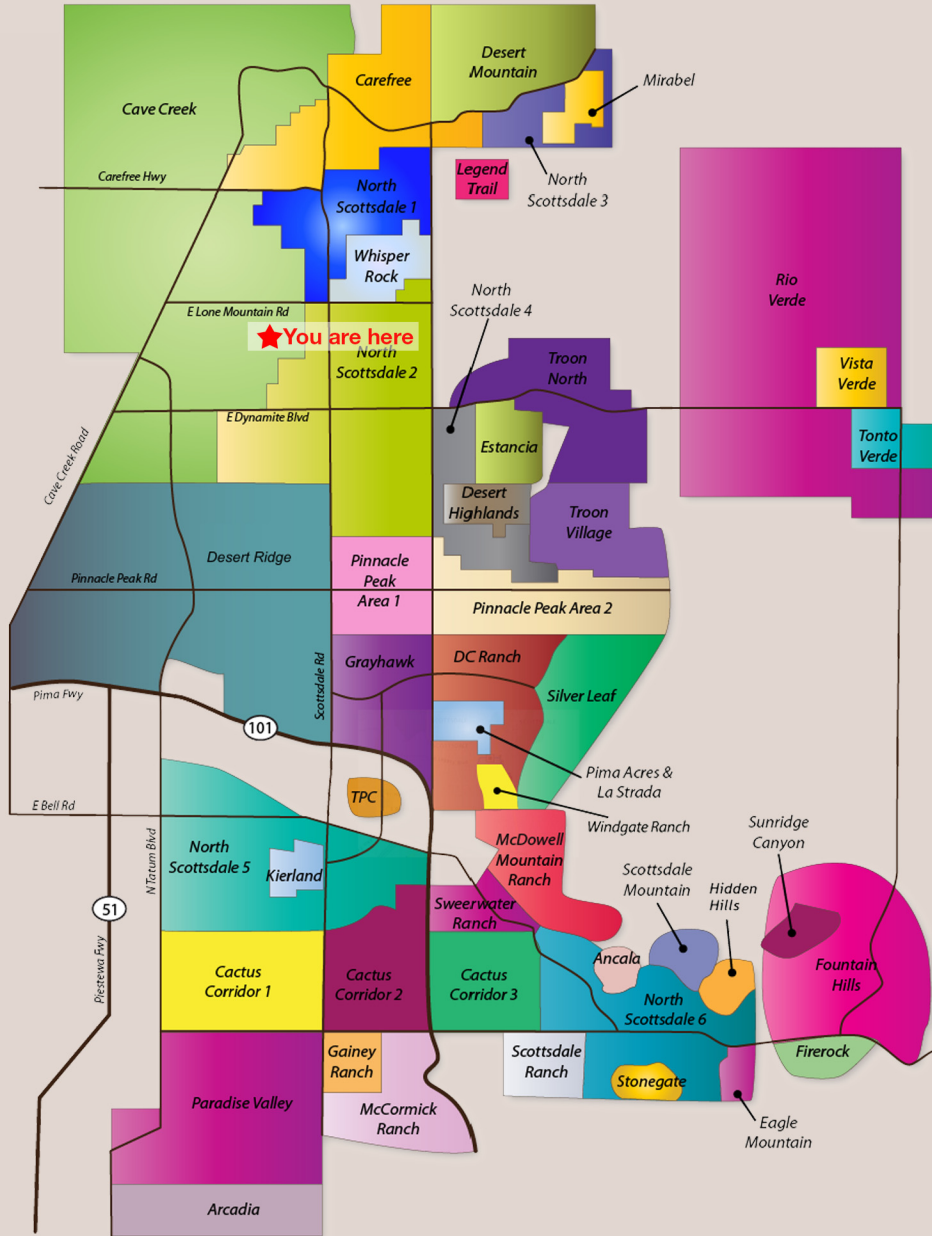 Desert
Mountain
Carefree
Mirabel
Cave Creek
Legend
Trail
Carefree Hwy
North
Scottsdale 3
North
Scottsdale 1
Whisper
Rock
Rio
Verde
North
Scottsdale 4
E Lone Mountain Rd
You are here
North
Scottsdale 2
Troon
North
Vista
Verde
E Dynamite Blvd
Estancia
Tonto
Verde
Cave Creek Road
Desert
Highlands
Troon
Village
Desert Ridge
Pinnacle
Peak
Area 1
Pinnacle Peak Rd
Pinnacle Peak Area 2
Scottsdale Rd
Grayhawk
DC Ranch
Silver Leaf
Pima Fwy
101
Pima Acres &
La Strada
TPC
E Bell Rd
Windgate Ranch
Sunridge
Canyon
N Tatum Blvd
North
Scottsdale 5
Kierland
McDowell
Mountain
Ranch
Scottsdale
Mountain
Hidden
Hills
51
Sweerwater
Ranch
Piestewa Fwy
Ancala
Fountain
Hills
Cactus
Corridor 1
Cactus
Corridor 2
Cactus
Corridor 3
North
Scottsdale 6
Gainey
Ranch
Scottsdale
Ranch
Firerock
Stonegate
Paradise Valley
McCormick
Ranch
Eagle
Mountain
Arcadia